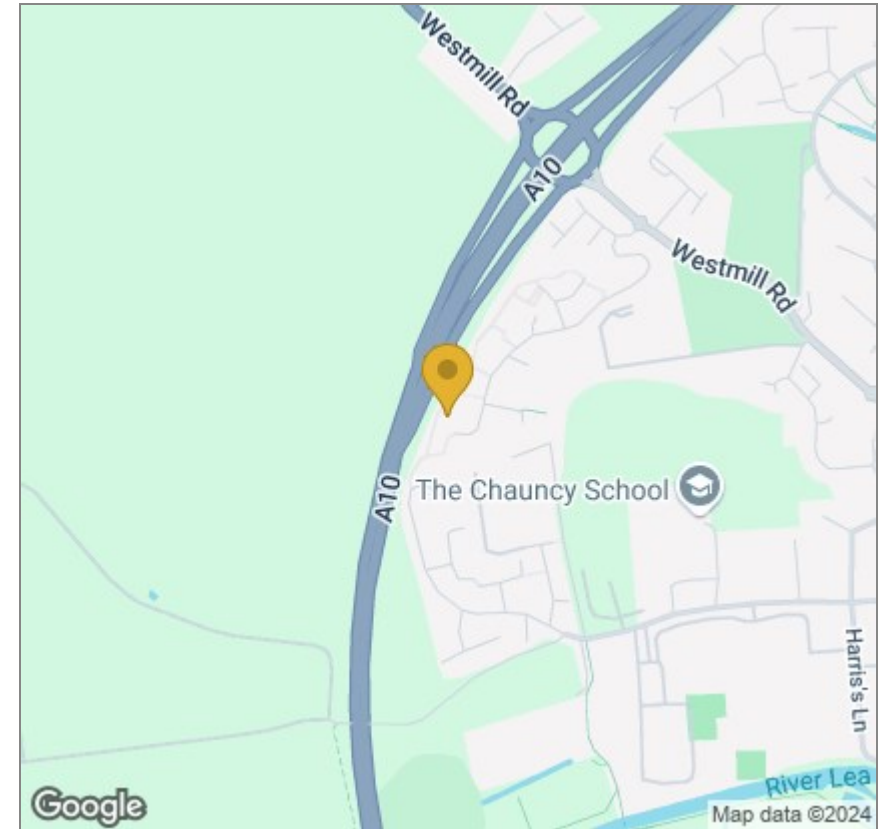 Westmill Rd
A10
Westmill Rd
A10
The Chauncy School
Harris's Ln
River Lea
Google
Map data ©2024